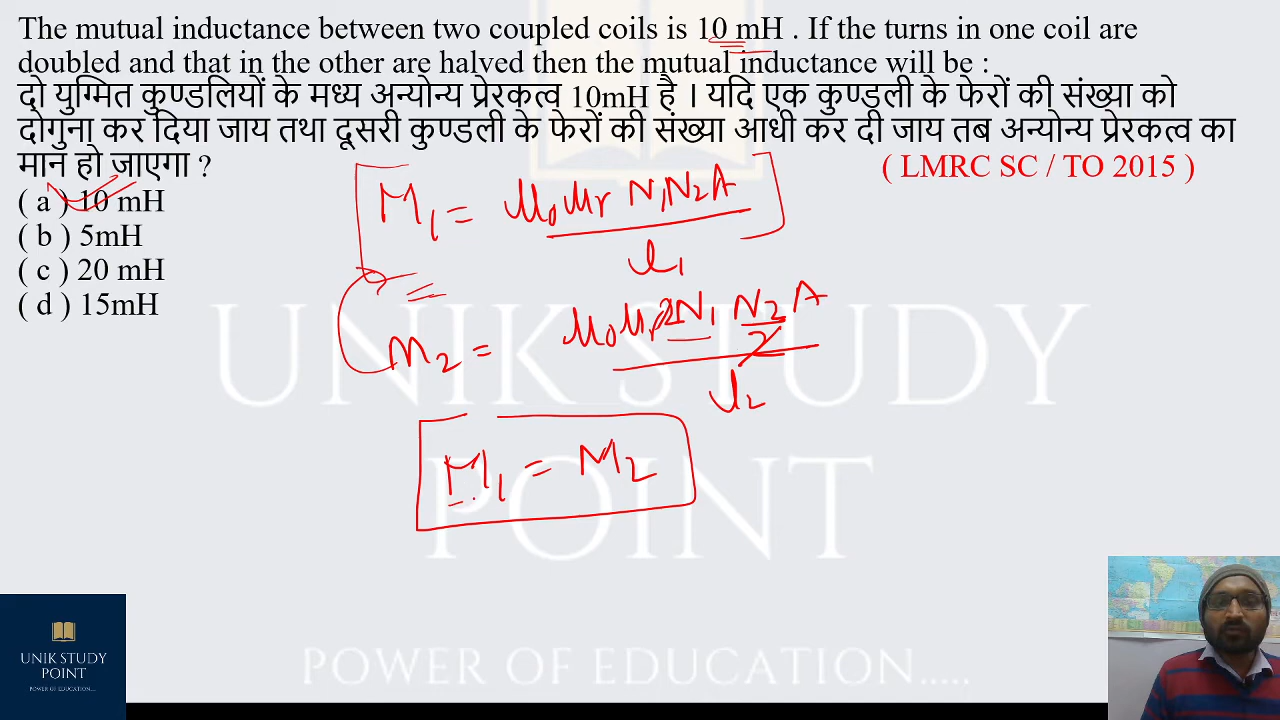 The mutual inductance between two coupled coils is 10 mH . If the turns in one coil are
doubled and that in the other are halved then the mutual inductance will be :
दो युग्मित कुण्डलियों के मध्य अन्योन्य प्रेरकत्व 10mH है । यदि एक कुण्डली के फेरों की संख्या को
दोगुना कर दिया जाय तथा दूसरी कुण्डली के फेरों की संख्या आधी कर दी जाय तब अन्योन्य प्रेरकत्व का
मान हो जाएगा ?
( LMRC SC / TO 2015 )
( a ) 10 mH
( b ) 5mH
( c ) 20 mH
( d ) 15mH
M₁ = μ₀μr N₁N₂A
l₁
M₂ = μ₀μr 2N₁ N₂ A
2
l₂
M₁ = M₂
UNIK STUDY
POINT
POWER OF EDUCATION.....
UNIK STUDY
POINT
POWER OF EDUCATION....